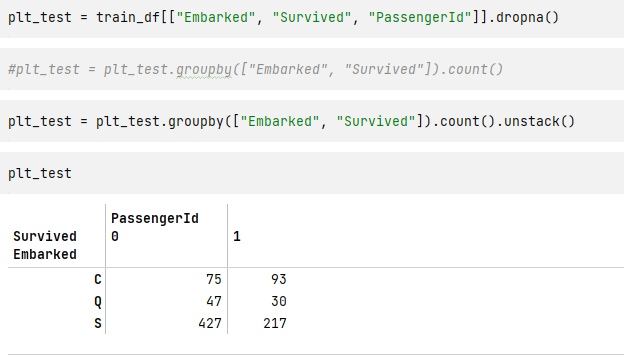 plt_test = train_df[["Embarked", "Survived", "PassengerId"]].dropna()
#plt_test = plt_test.groupby(["Embarked", "Survived"]).count()
plt_test = plt_test.groupby(["Embarked", "Survived"]).count().unstack()
plt_test
PassengerId
Survived 0 1
Embarked
C 75 93
Q 47 30
S 427 217